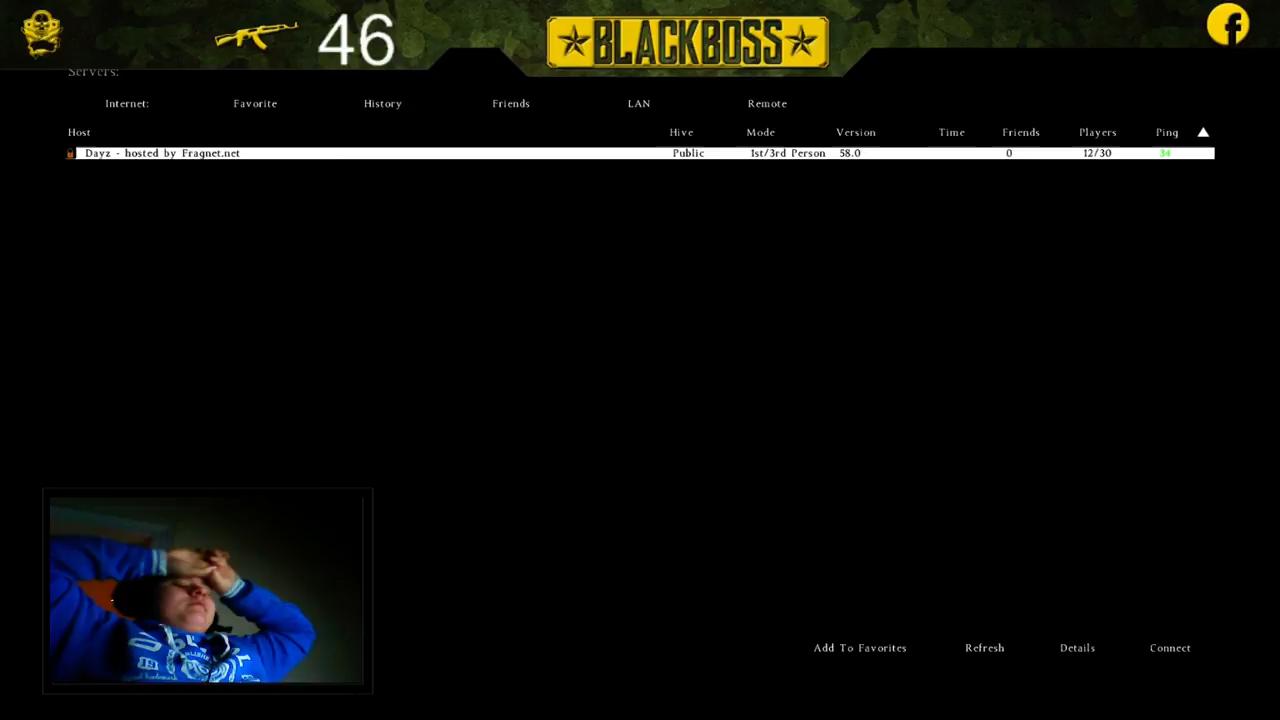 46
BLACKBOSS
f
Servers:
Internet: Favorite History Friends LAN Remote
Host Hive Mode Version Time Friends Players Ping
Dayz - hosted by Fragnet.net Public 1st/3rd Person 58.0 0 12/30 34
Add To Favorites Refresh Details Connect